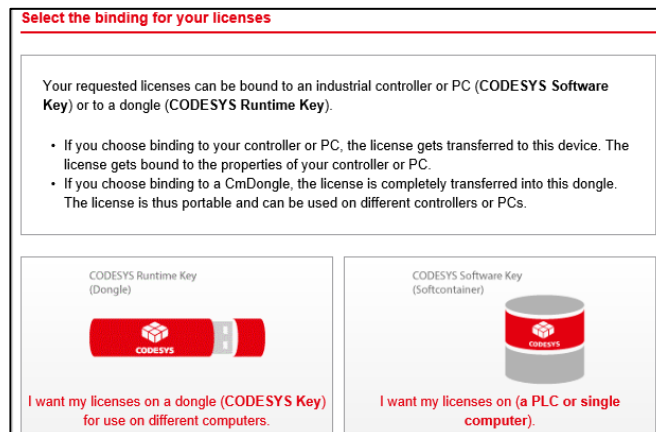 Select the binding for your licenses
Your requested licenses can be bound to an industrial controller or PC (CODESYS Software
Key) or to a dongle (CODESYS Runtime Key).
• If you choose binding to your controller or PC, the license gets transferred to this device. The
license gets bound to the properties of your controller or PC.
• If you choose binding to a CmDongle, the license is completely transferred into this dongle.
The license is thus portable and can be used on different controllers or PCs.
CODESYS Runtime Key
(Dongle)
CODESYS
I want my licenses on a dongle (CODESYS Key)
for use on different computers.
CODESYS Software Key
(Softcontainer)
CODESYS
I want my licenses on (a PLC or single
computer).